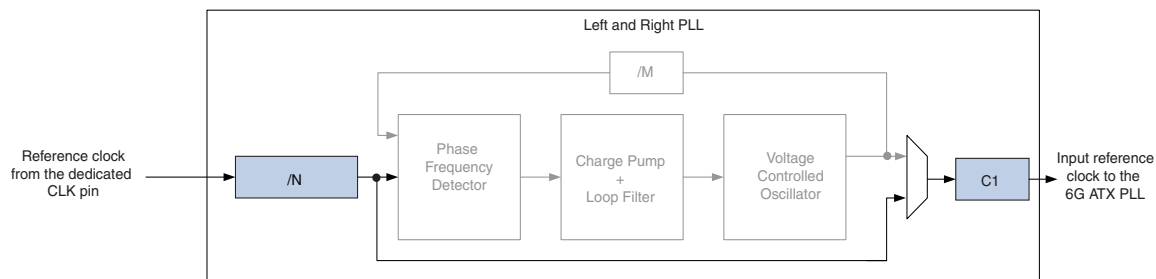 Left and Right PLL
/M
Reference clock
from the dedicated
CLK pin
/N
Phase
Frequency
Detector
Charge Pump
+
Loop Filter
Voltage
Controlled
Oscillator
C1
Input reference
clock to the
6G ATX PLL